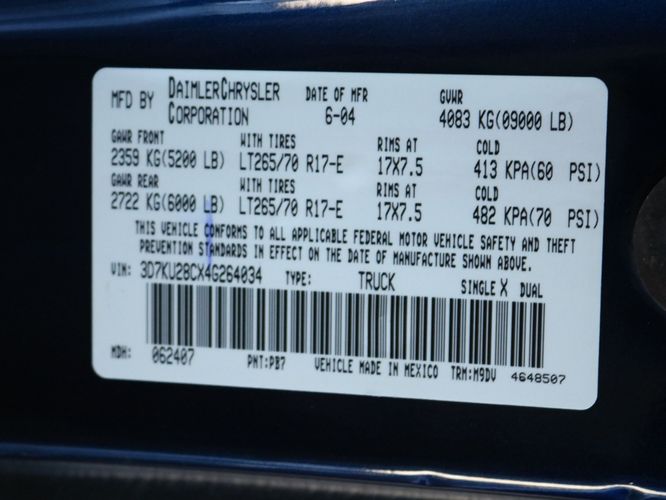 MFD BY DAIMLERCHRYSLER CORPORATION DATE OF MFR 6-04 GVWR 4083 KG(09000 LB)
GAWR FRONT WITH TIRES RIMS AT COLD
2359 KG(5200 LB) LT265/70 R17-E 17X7.5 413 KPA(60 PSI)
GAWR REAR WITH TIRES RIMS AT COLD
2722 KG(6000 LB) LT265/70 R17-E 17X7.5 482 KPA(70 PSI)
THIS VEHICLE CONFORMS TO ALL APPLICABLE FEDERAL MOTOR VEHICLE SAFETY AND THEFT
PREVENTION STANDARDS IN EFFECT ON THE DATE OF MANUFACTURE SHOWN ABOVE.
VIN: 3D7KU28CX4G264034 TYPE: TRUCK SINGLE X DUAL
MDH: 062407 PNT:PB7 VEHICLE MADE IN MEXICO TRM:M9DV 4648507